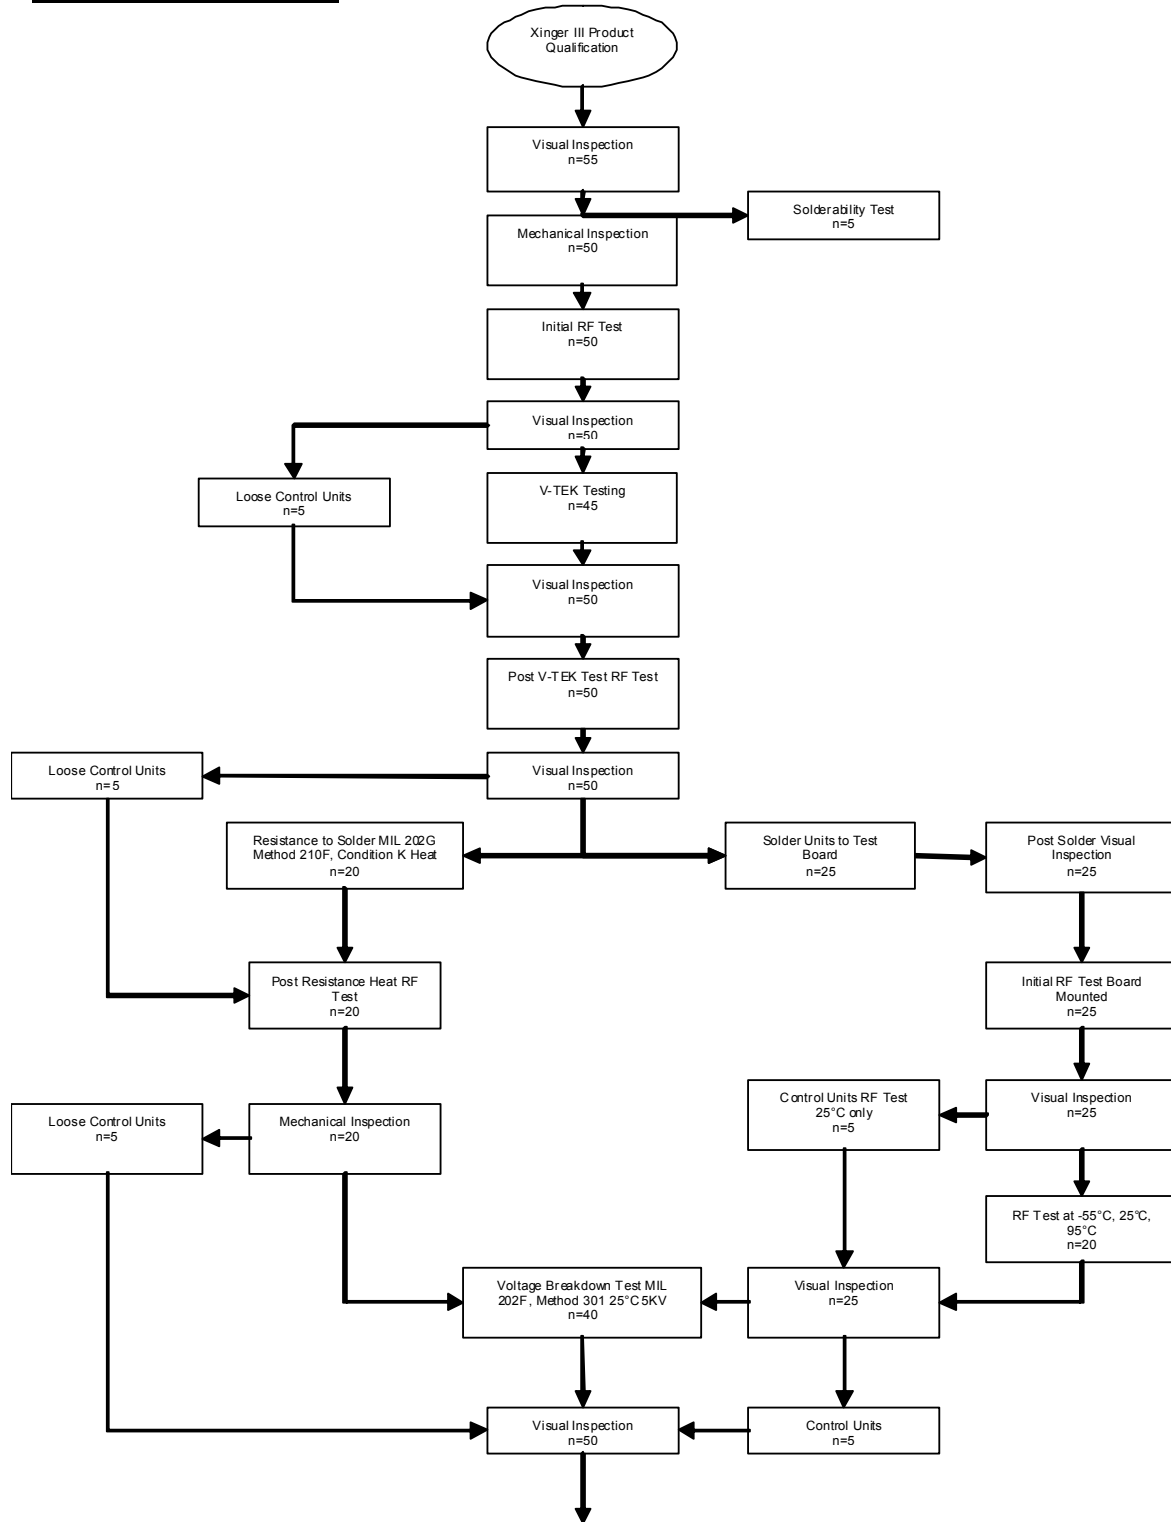 Xinger III Product
Qualification
Visual Inspection
n=55
Solderability Test
n=5
Mechanical Inspection
n=50
Initial RF Test
n=50
Visual Inspection
n=50
Loose Control Units
n=5
V-TEK Testing
n=45
Visual Inspection
n=50
Post V-TEK Test RF Test
n=50
Loose Control Units
n=5
Visual Inspection
n=50
Resistance to Solder MIL 202G
Method 210F, Condition K Heat
n=20
Solder Units to Test
Board
n=25
Post Solder Visual
Inspection
n=25
Post Resistance Heat RF
Test
n=20
Initial RF Test Board
Mounted
n=25
Loose Control Units
n=5
Mechanical Inspection
n=20
Control Units RF Test
25°C only
n=5
Visual Inspection
n=25
RF Test at -55°C, 25°C,
95°C
n=20
Voltage Breakdown Test MIL
202F, Method 301 25°C 5KV
n=40
Visual Inspection
n=25
Visual Inspection
n=50
Control Units
n=5